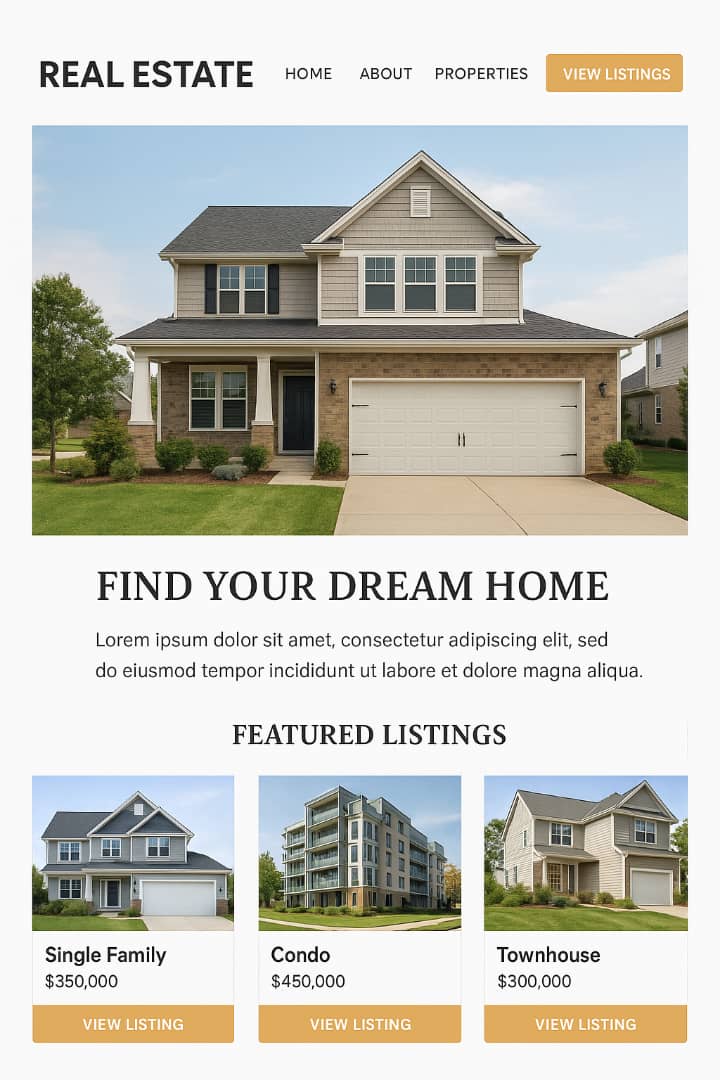 REAL ESTATE HOME ABOUT PROPERTIES VIEW LISTINGS
FIND YOUR DREAM HOME
Lorem ipsum dolor sit amet, consectetur adipiscing elit, sed
do eiusmod tempor incididunt ut labore et dolore magna aliqua.
FEATURED LISTINGS
Single Family
$350,000
VIEW LISTING
Condo
$450,000
VIEW LISTING
Townhouse
$300,000
VIEW LISTING